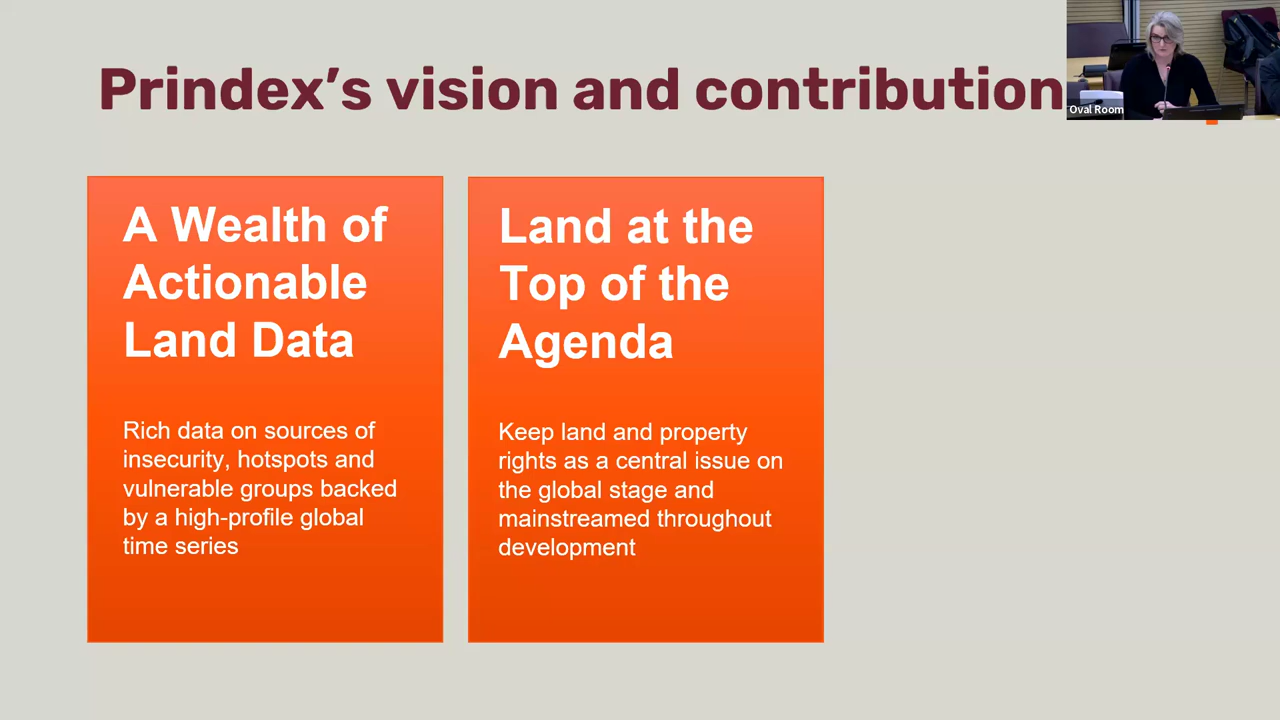 Prindex’s vision and contribution
Oval Room
A Wealth of
Actionable
Land Data
Rich data on sources of
insecurity, hotspots and
vulnerable groups backed
by a high-profile global
time series
Land at the
Top of the
Agenda
Keep land and property
rights as a central issue on
the global stage and
mainstreamed throughout
development